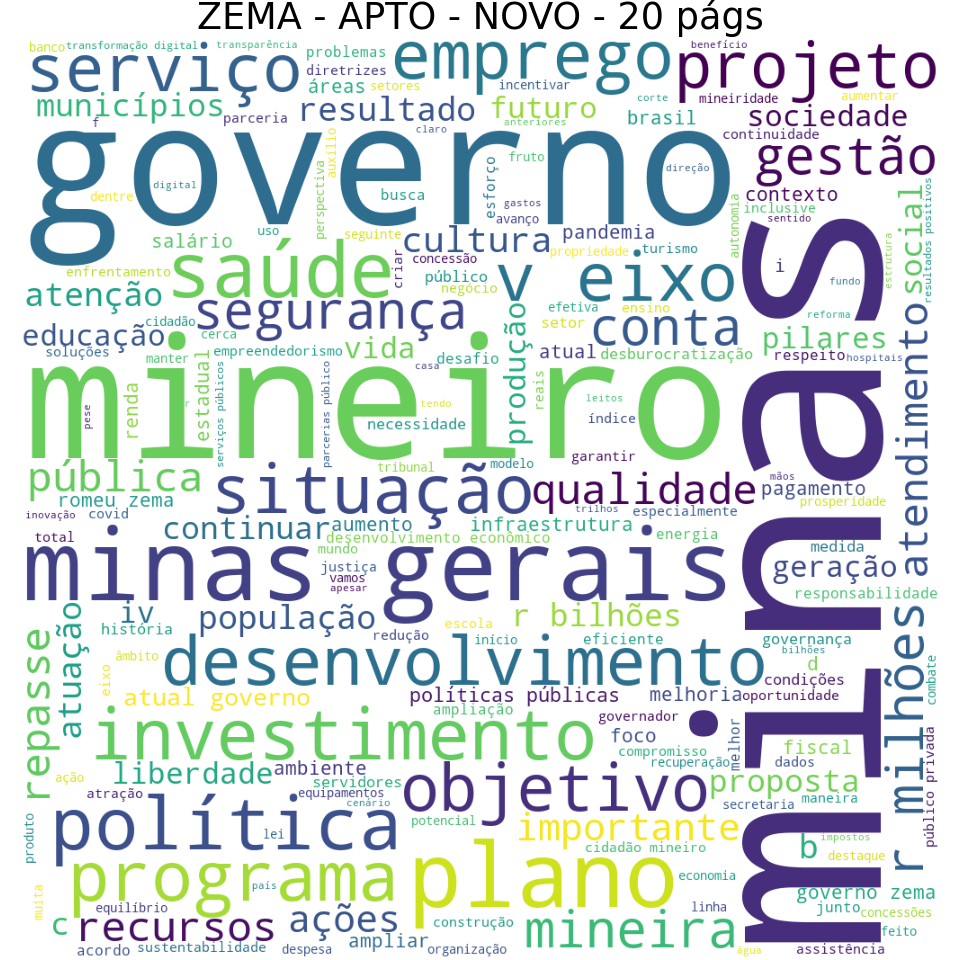 ZEMA - APTO - NOVO - 20 págs
banco
transformação digital
transparência
problemas
emprego
benefício
projeto
serviço
diretrizes
áreas
setores
incentivar
corte
mineiridade
aumentar
municípios
parceria
resultado
futuro
anteriores
brasil
sociedade
f
claro
continuidade
governo
gestão
auxílio
fruto
direção
digital
dentre
perspectiva
busca
esforço
gastos
avanço
contexto
inclusive
sentido
uso
seguinte
salário
cultura
pandemia
autonomia
social
resultados positivos
enfrentamento
saúde
criar
concessão
propriedade
turismo
público
negócio
v
eixo
i
fundo
estrutura
atenção
segurança
efetiva
ensino
conta
reforma
educação
cidadão
cerca
setor
pilares
soluções
manter
empreendedorismo
vida
desafio
produção
atual
desburocratização
respeito
hospitais
casa
mineiro
minas
atendimento
pese
renda
estadual
serviços públicos
r
parcerias público
tendo
reais
leitos
índice
necessidade
garantir
pública
tribunal
modelo
mãos
romeu zema
situação
qualidade
pagamento
prosperidade
inovação
covid
trilhos
especialmente
continuar
aumento
infraestrutura
total
desenvolvimento econômico
energia
medida
minas gerais
mundo
justiça
vamos
apesar
geração
responsabilidade
iv
população
r bilhões
história
redução
escola
início
eficiente
governança
bilhões
repasse
atuação
âmbito
eixo
desenvolvimento
d
condições
r milhões
combate
atual governo
políticas públicas
melhoria
oportunidade
ampliação
governador
investimento
foco
melhor
fiscal
compromisso
recuperação
dados
público privada
ação
liberdade
ambiente
servidores
objetivo
proposta
atração
equipamentos
cenário
secretaria
maneira
produto
política
lei
potencial
importante
b
impostos
cidadão mineiro
destaque
programa
país
plano
economia
governo zema
muita
equilíbrio
linha
junto
concessões
c
recursos
ações
construção
mineira
feito
acordo
sustentabilidade
despesa
ampliar
organização
água
assistência